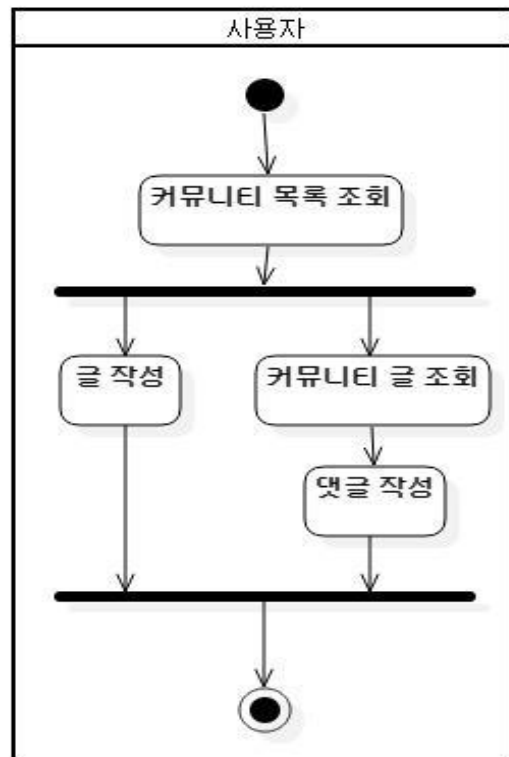 사용자
커뮤니티 목록 조회
글 작성
커뮤니티 글 조회
댓글 작성